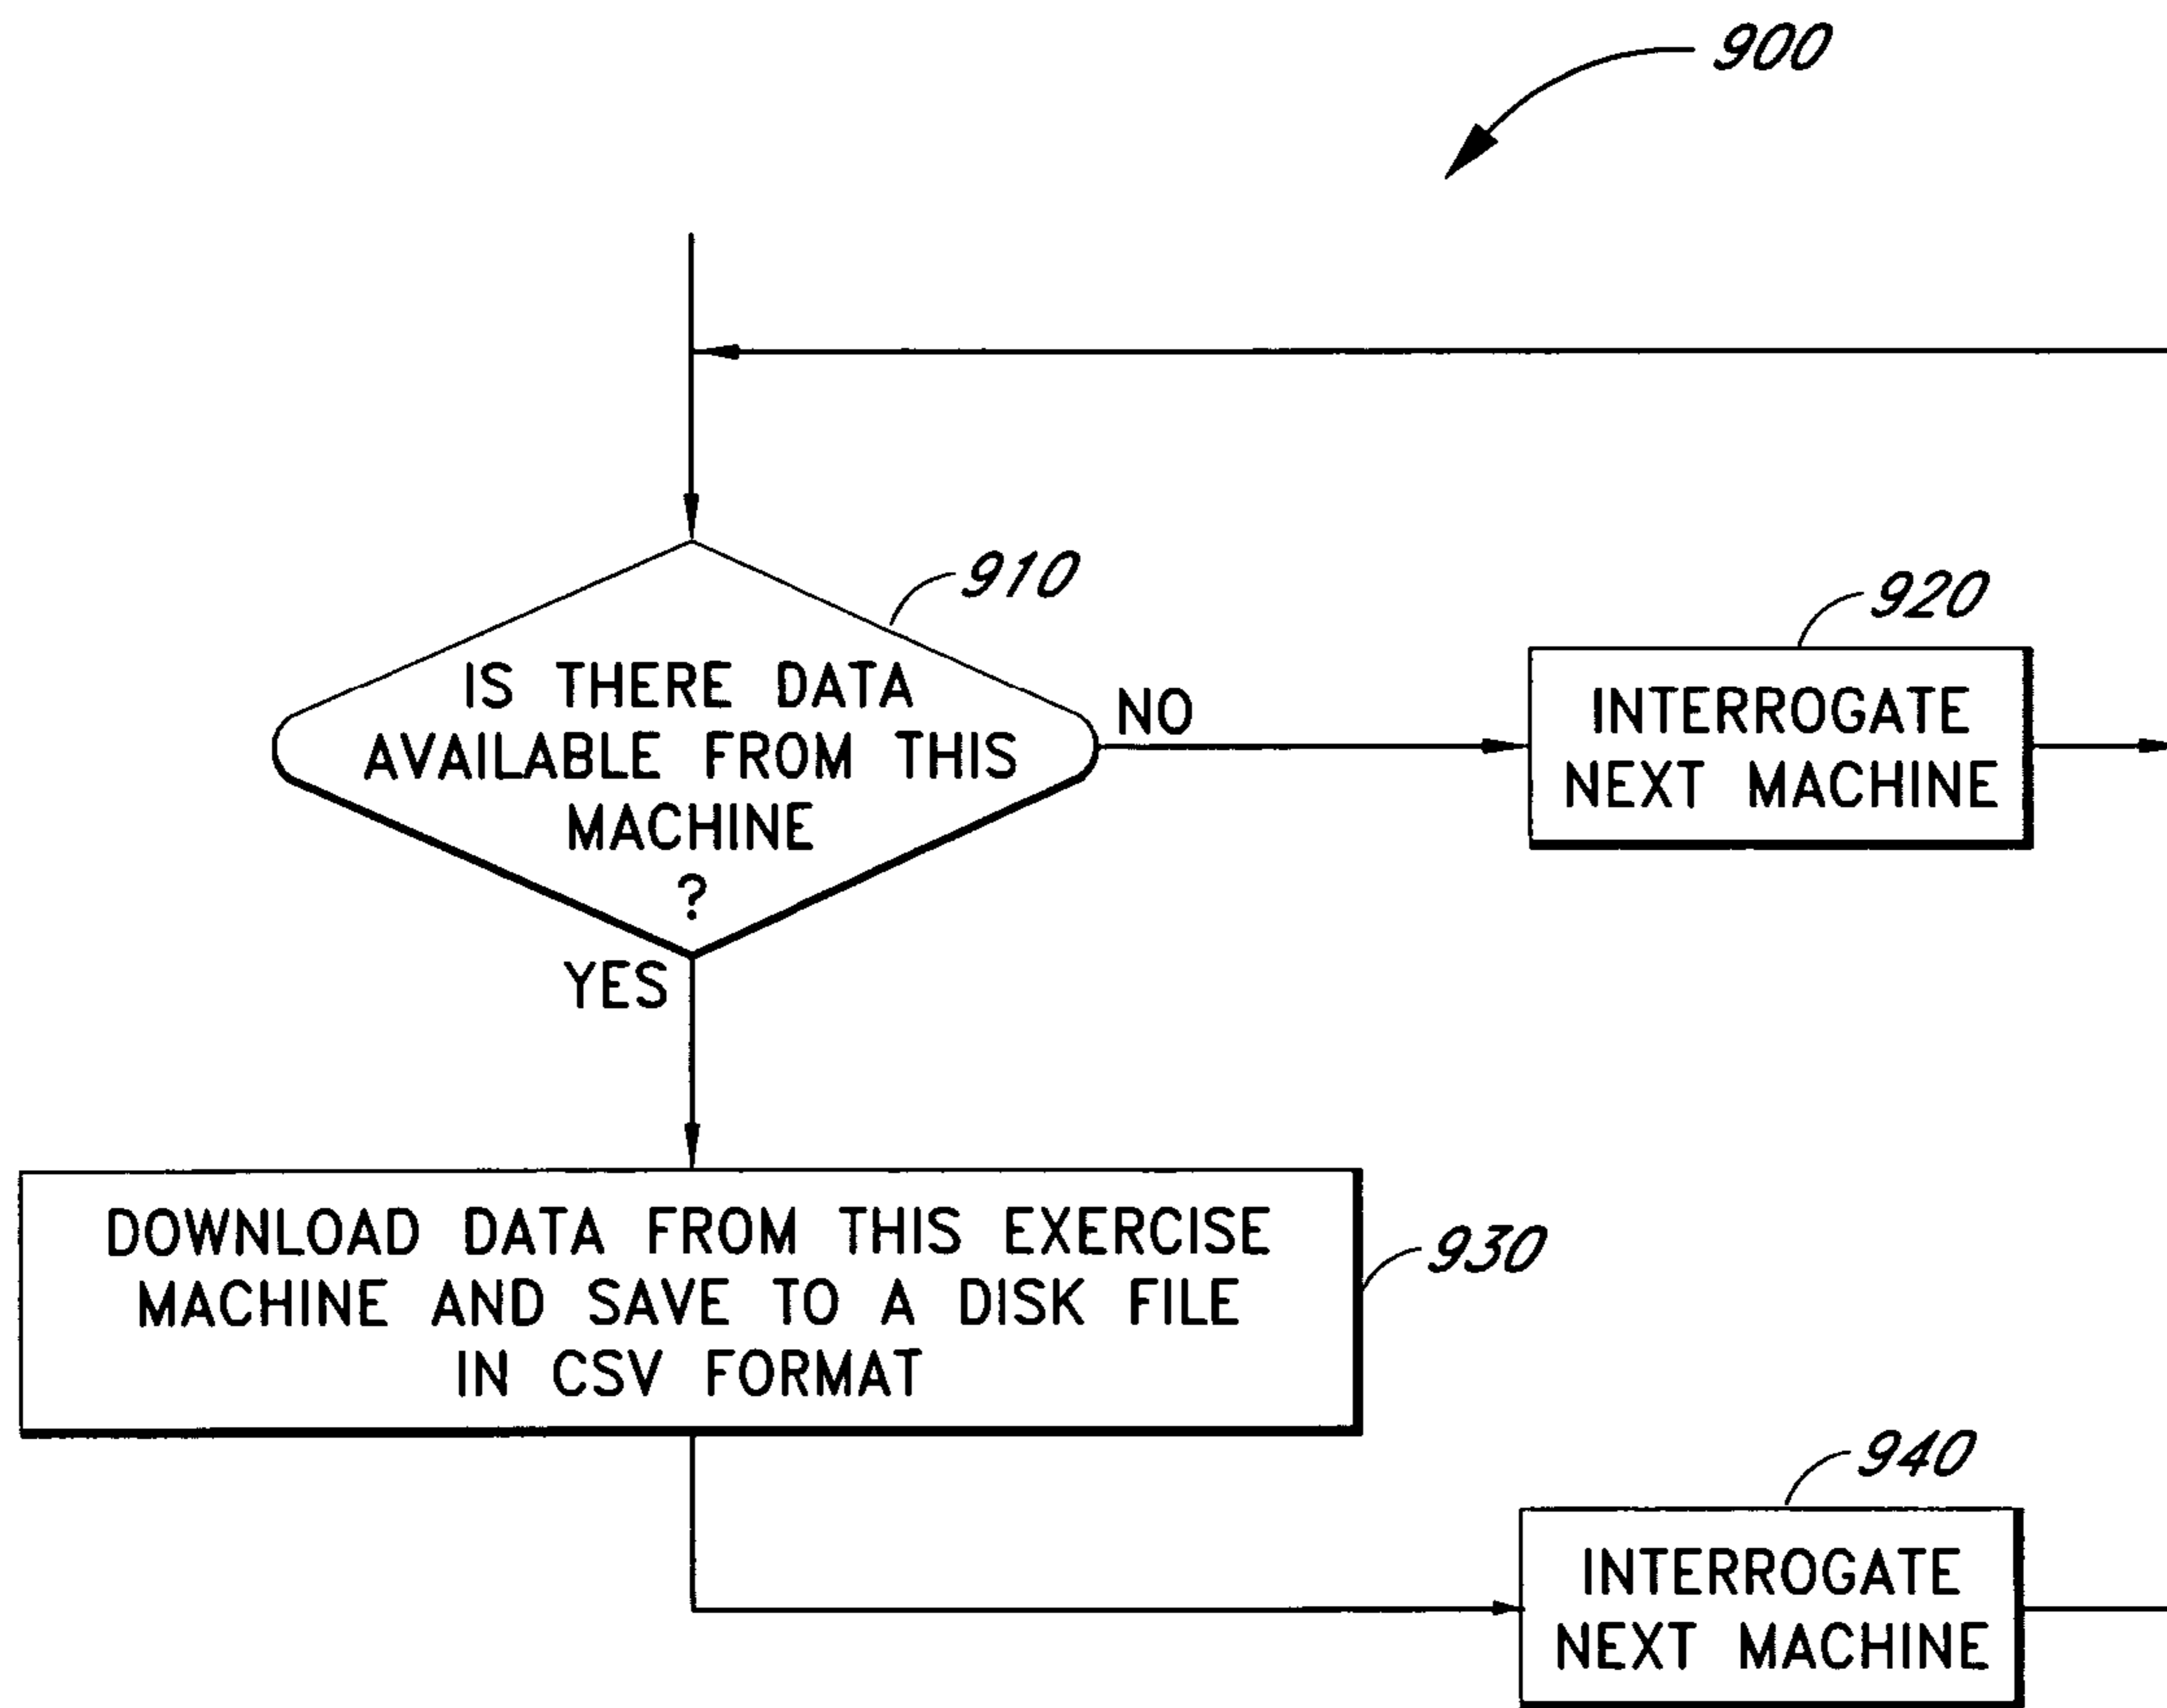 900
910
IS THERE DATA
AVAILABLE FROM THIS
MACHINE
?
NO
920
INTERROGATE
NEXT MACHINE
YES
DOWNLOAD DATA FROM THIS EXERCISE
MACHINE AND SAVE TO A DISK FILE
IN CSV FORMAT
930
940
INTERROGATE
NEXT MACHINE